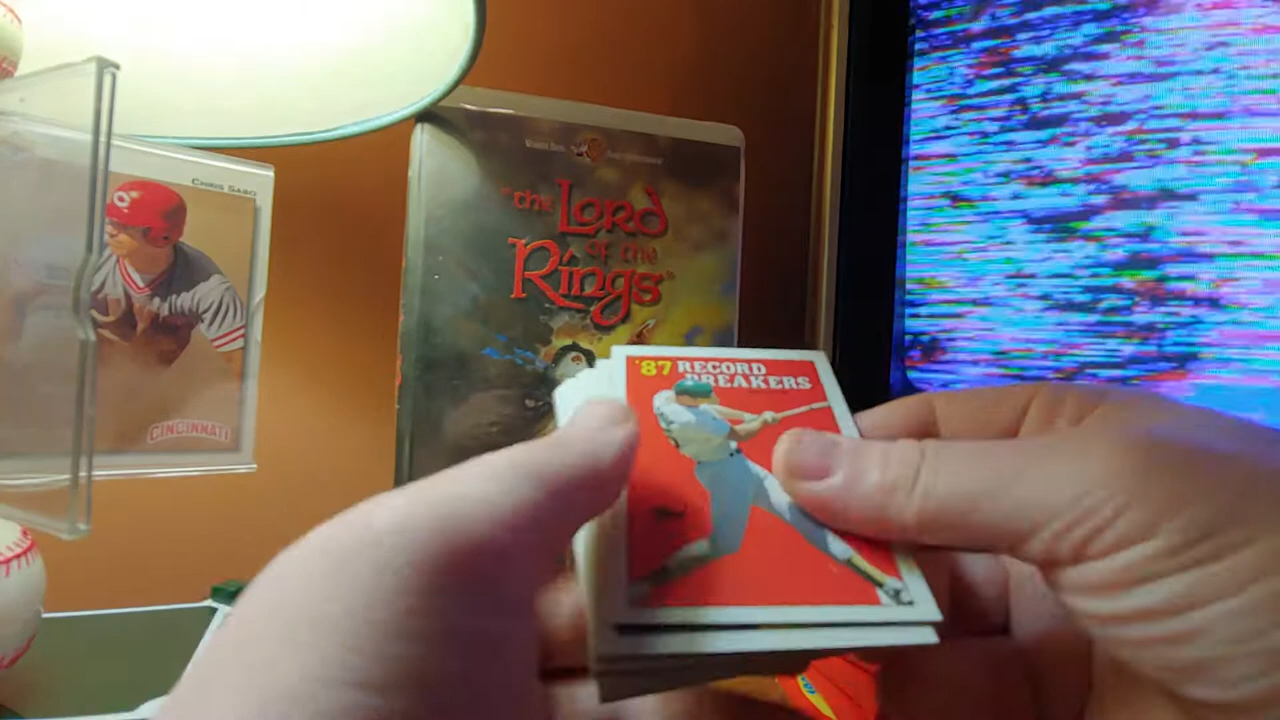 CHRIS SABO
CINCINNATI
"the Lord
of the
Rings"
'87 RECORD
BREAKERS